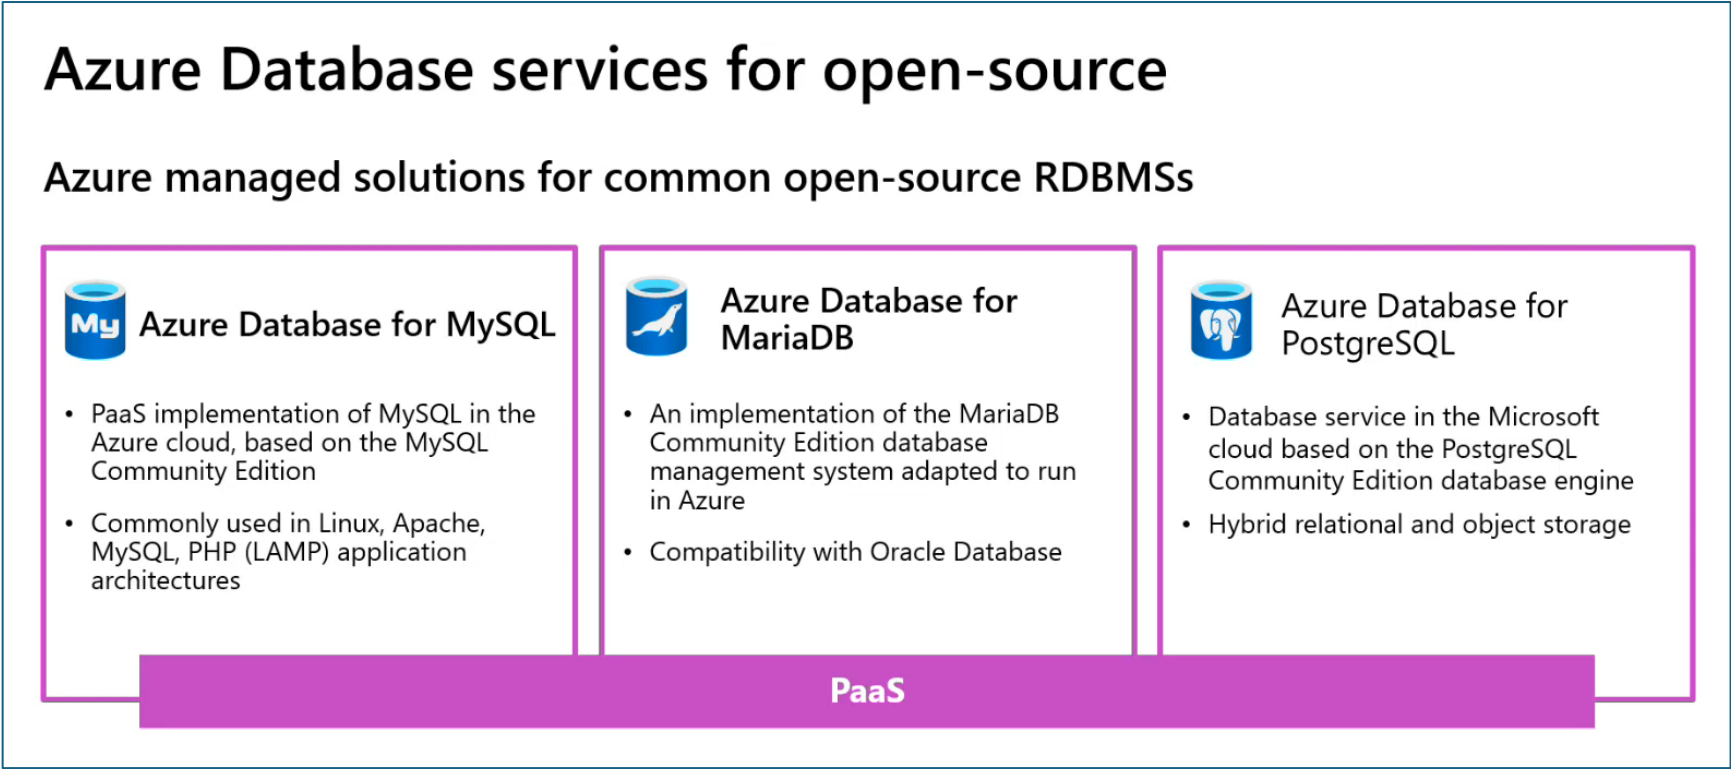 Azure Database services for open-source
Azure managed solutions for common open-source RDBMSs
My
Azure Database for MySQL
• PaaS implementation of MySQL in the
Azure cloud, based on the MySQL
Community Edition
• Commonly used in Linux, Apache,
MySQL, PHP (LAMP) application
architectures
Azure Database for
MariaDB
• An implementation of the MariaDB
Community Edition database
management system adapted to run
in Azure
• Compatibility with Oracle Database
Azure Database for
PostgreSQL
• Database service in the Microsoft
cloud based on the PostgreSQL
Community Edition database engine
• Hybrid relational and object storage
PaaS